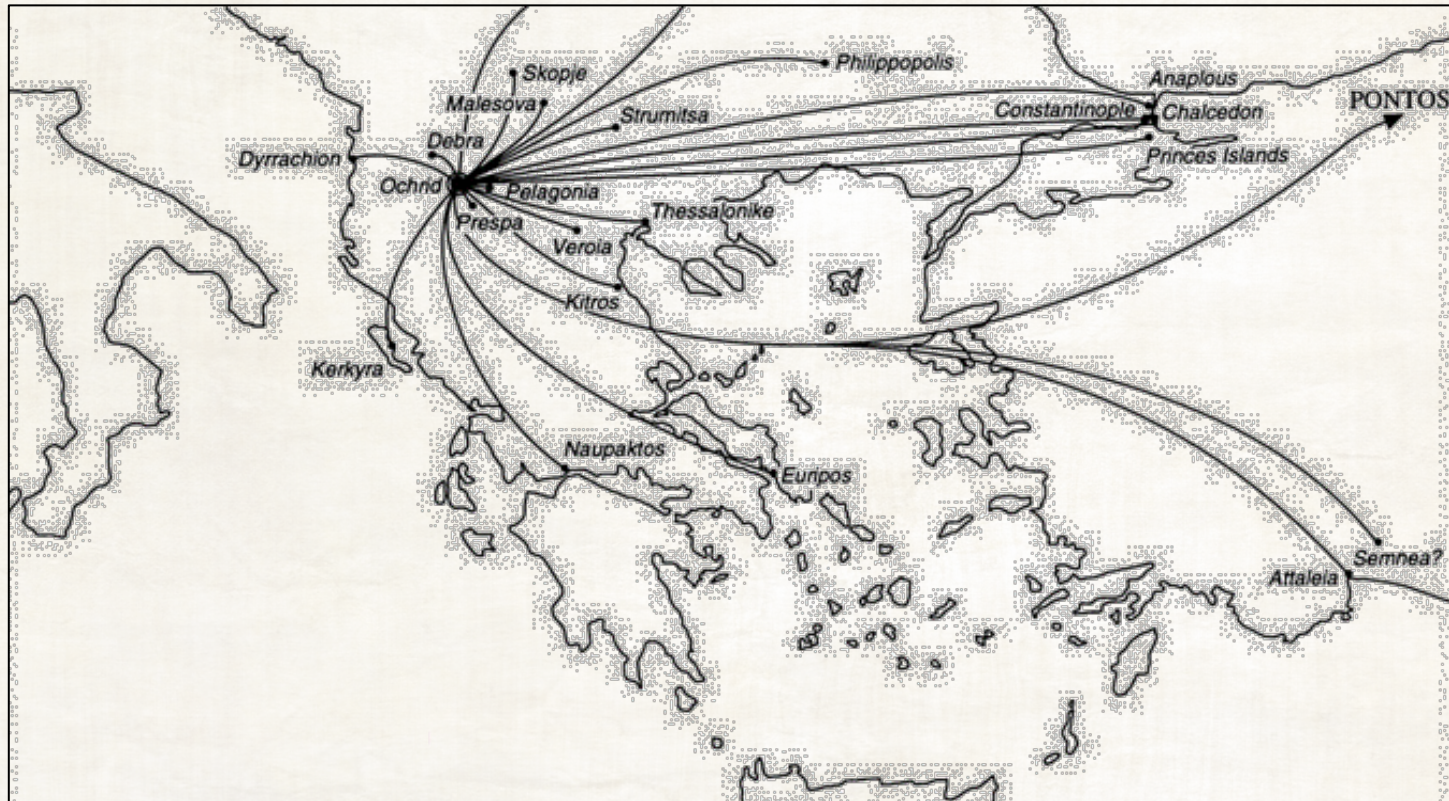 Skopje
Philippopolis
Anaplous
Malesova
Strumitsa
Constantinople
Chalcedon
PONTOS
Debra
Dyrrachion
Princes Islands
Ochrid
Pelagonia
Prespa
Thessalonike
Veroia
Kitros
Kerkyra
Naupaktos
Euripos
Semnea?
Attaleia